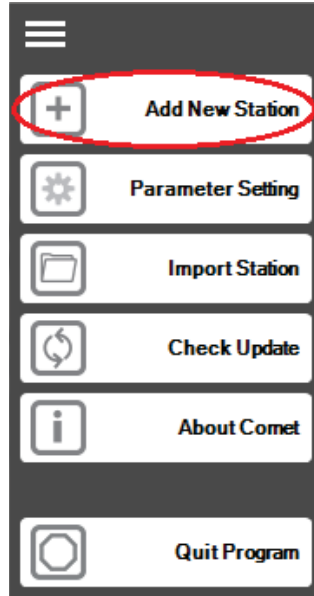 Add New Station
Parameter Setting
Import Station
Check Update
About Comet
Quit Program